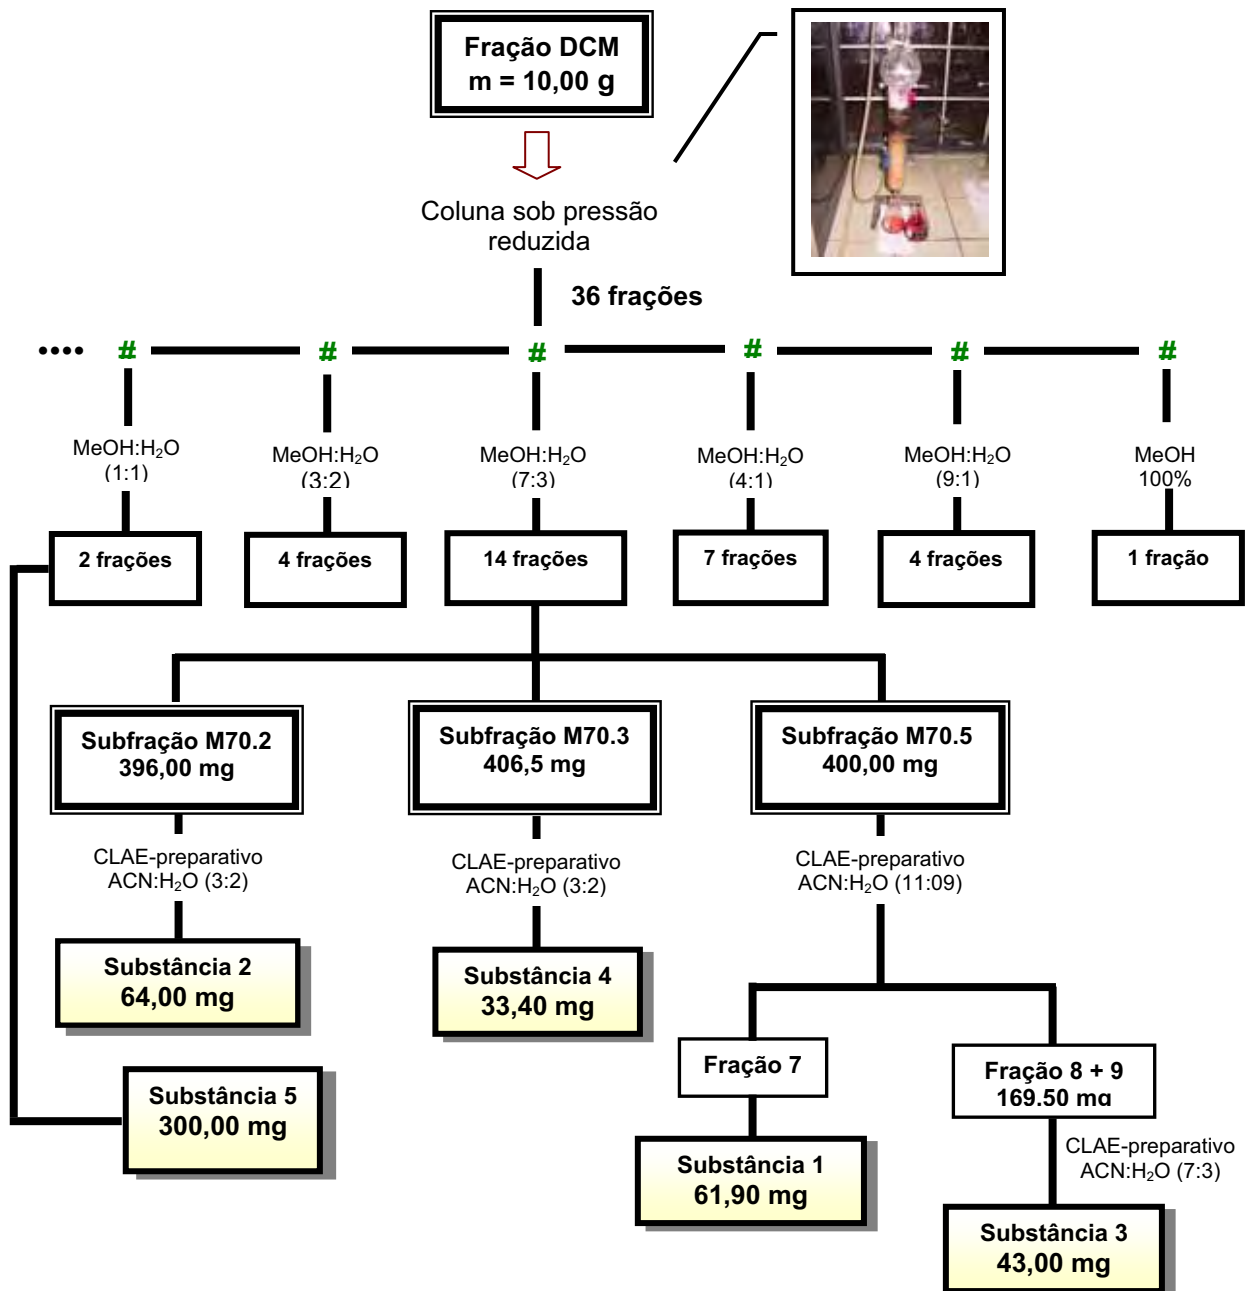 Fração DCM
m = 10,00 g
Coluna sob pressão
reduzida
36 frações
•••• # # # # # #
MeOH:H₂O
(1:1)
MeOH:H₂O
(3:2)
MeOH:H₂O
(7:3)
MeOH:H₂O
(4:1)
MeOH:H₂O
(9:1)
MeOH
100%
2 frações
4 frações
14 frações
7 frações
4 frações
1 fração
Subfração M70.2
396,00 mg
Subfração M70.3
406,5 mg
Subfração M70.5
400,00 mg
CLAE-preparativo
ACN:H₂O (3:2)
CLAE-preparativo
ACN:H₂O (3:2)
CLAE-preparativo
ACN:H₂O (11:09)
Substância 2
64,00 mg
Substância 4
33,40 mg
Fração 7
Fração 8 + 9
169,50 mg
Substância 5
300,00 mg
Substância 1
61,90 mg
CLAE-preparativo
ACN:H₂O (7:3)
Substância 3
43,00 mg